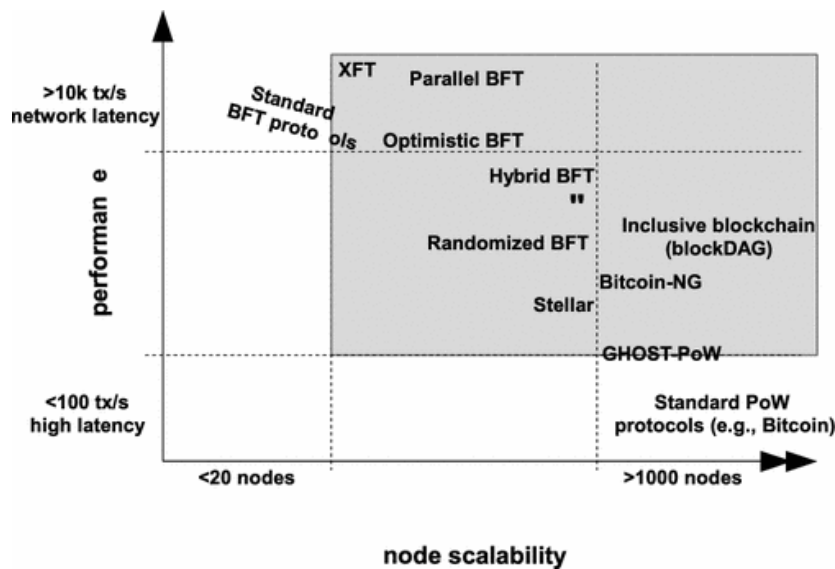 >10k tx/s
network latency
XFT
Parallel BFT
Standard
BFT proto ols
Optimistic BFT
Hybrid BFT
"
performan e
Randomized BFT
Inclusive blockchain
(blockDAG)
Bitcoin-NG
Stellar
GHOST-PoW
<100 tx/s
high latency
Standard PoW
protocols (e.g., Bitcoin)
<20 nodes
>1000 nodes
node scalability